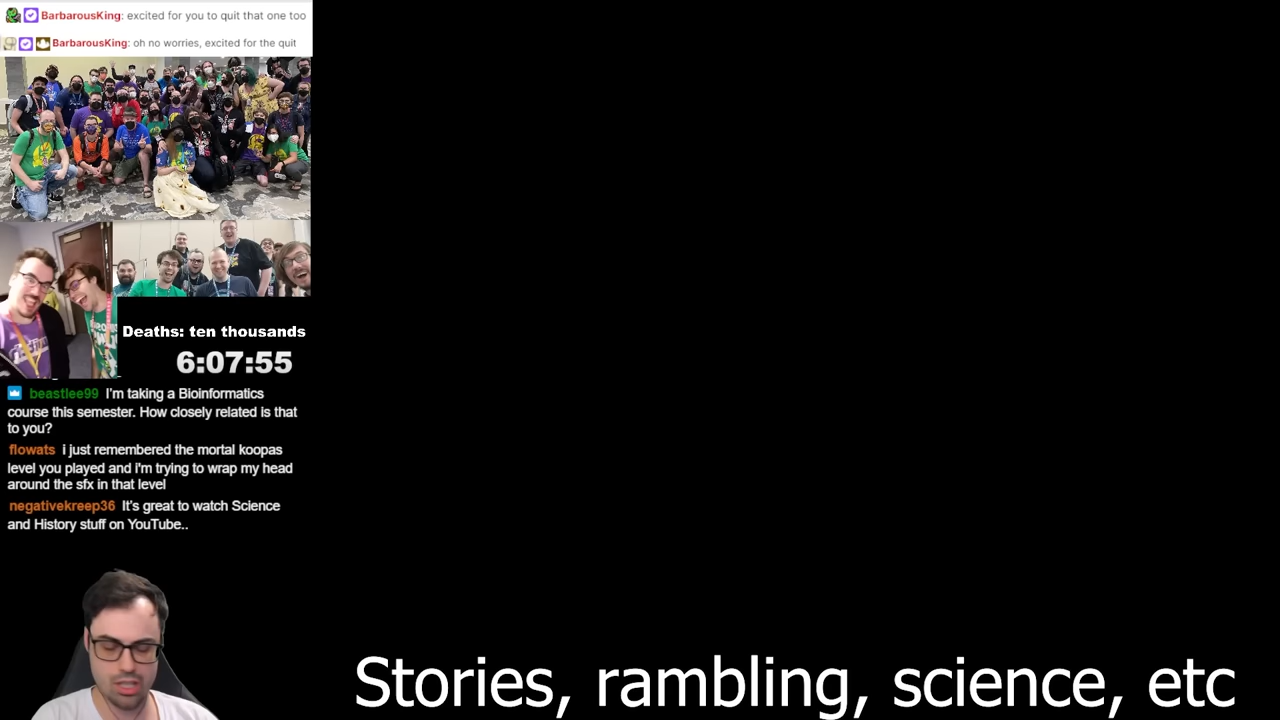 BarbarousKing: excited for you to quit that one too
BarbarousKing: oh no worries, excited for the quit
Deaths: ten thousands
6:07:55
beastlee99 I'm taking a Bioinformatics
course this semester. How closely related is that
to you?
flowats i just remembered the mortal koopas
level you played and i'm trying to wrap my head
around the sfx in that level
negativekreep36 It's great to watch Science
and History stuff on YouTube..
Stories, rambling, science, etc